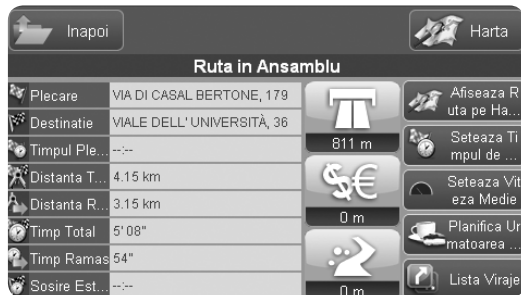 Inapoi
Harta
Ruta in Ansamblu
Plecare VIA DI CASAL BERTONE, 179
Destinatie VIALE DELL' UNIVERSITÀ, 36
Timpul Ple... --:--
Distanta T... 4.15 km
Distanta R... 3.15 km
Timp Total 5' 08"
Timp Ramas 54"
Sosire Est... --:--
811 m
$€
0 m
0 m
Afiseaza R
uta pe Ha...
Seteaza Ti
mpul de ...
Seteaza Vit
eza Medie
Planifica Ur
matoarea ...
Lista Viraje